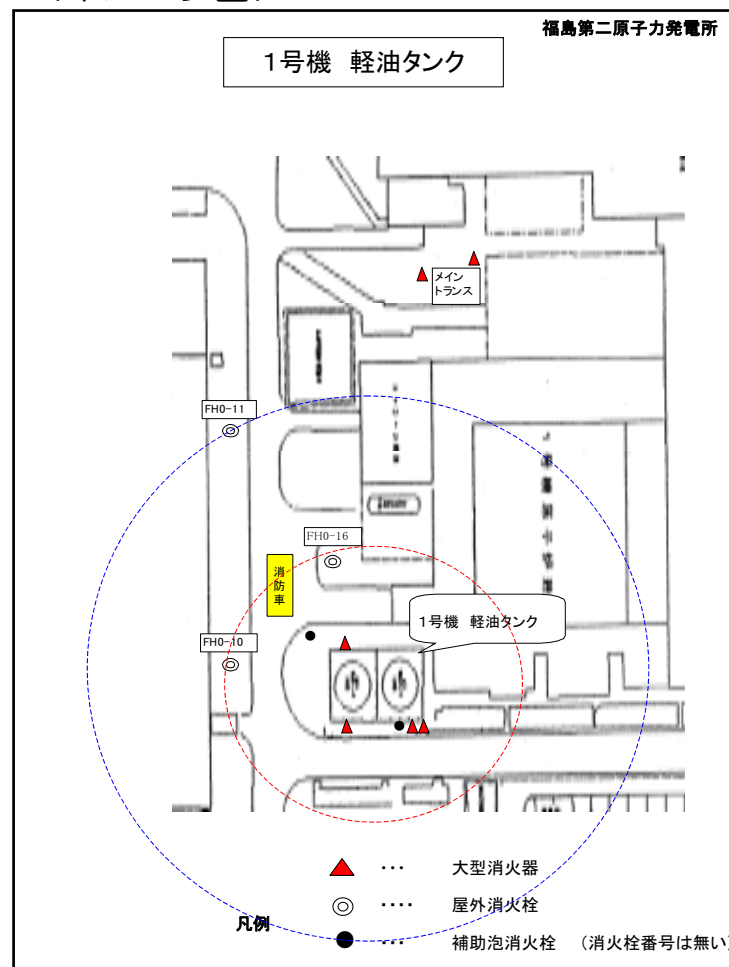 福島第二原子力発電所
1号機 軽油タンク
メイン
トランス
FHO-11
FHO-16
消
防
車
1号機 軽油タンク
FHO-10
・・・ 大型消火器
・・・・ 屋外消火栓
凡例
・・・ 補助泡消火栓 (消火栓番号は無い)